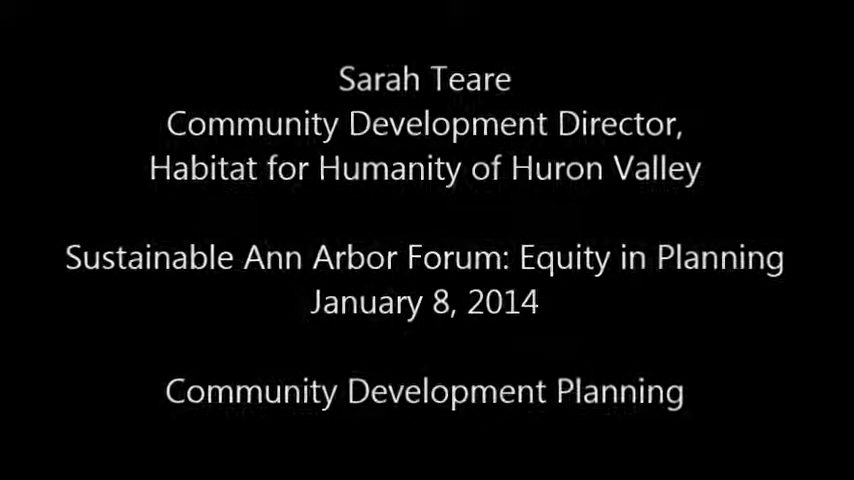 Sarah Teare
Community Development Director,
Habitat for Humanity of Huron Valley
Sustainable Ann Arbor Forum: Equity in Planning
January 8, 2014
Community Development Planning